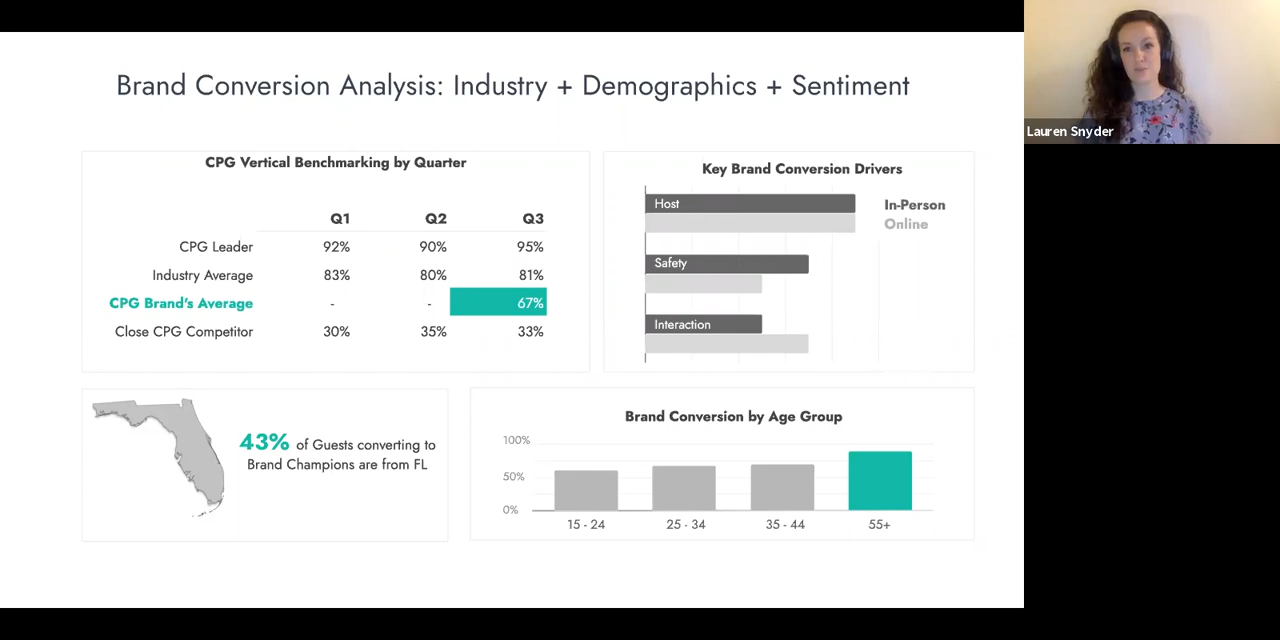 Brand Conversion Analysis: Industry + Demographics + Sentiment
Lauren Snyder
CPG Vertical Benchmarking by Quarter
Q1 Q2 Q3
CPG Leader 92% 90% 95%
Industry Average 83% 80% 81%
CPG Brand's Average - - 67%
Close CPG Competitor 30% 35% 33%
Key Brand Conversion Drivers
Host
In-Person
Online
Safety
Interaction
43% of Guests converting to
Brand Champions are from FL
Brand Conversion by Age Group
100%
50%
0%
15 - 24 25 - 34 35 - 44 55+